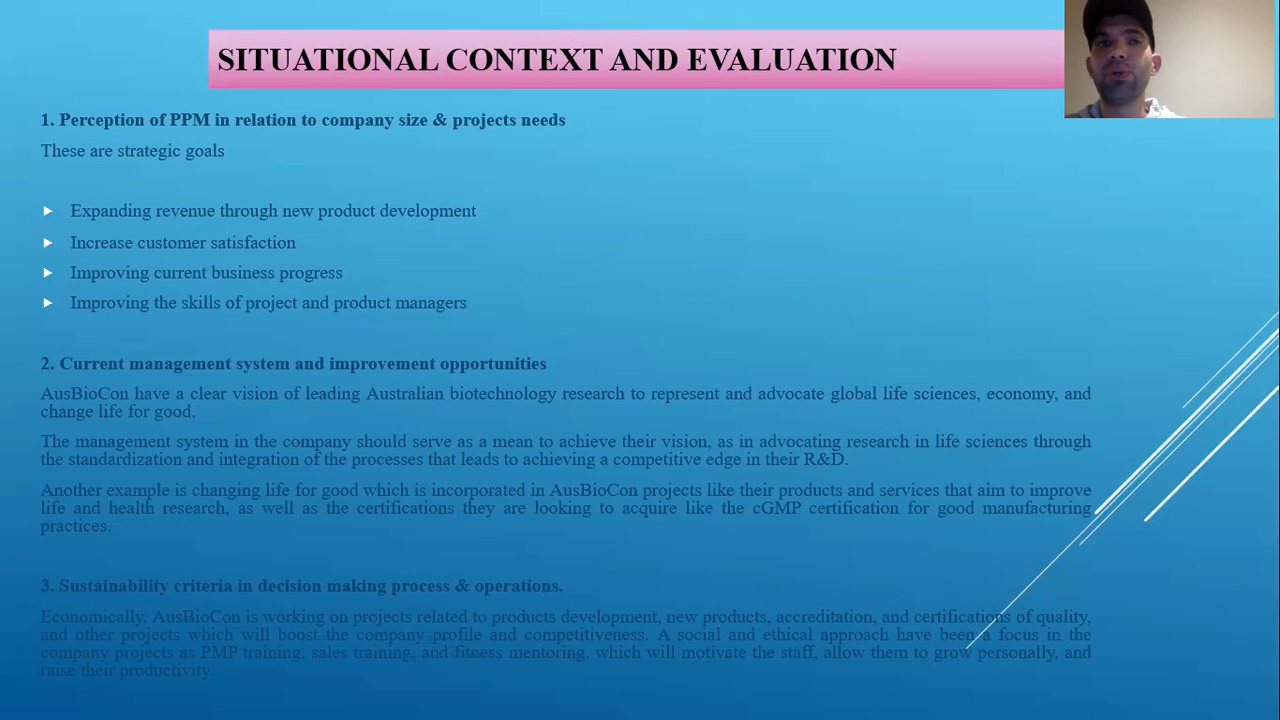 SITUATIONAL CONTEXT AND EVALUATION
1. Perception of PPM in relation to company size & projects needs
These are strategic goals
Expanding revenue through new product development
Increase customer satisfaction
Improving current business progress
Improving the skills of project and product managers
2. Current management system and improvement opportunities
AusBioCon have a clear vision of leading Australian biotechnology research to represent and advocate global life sciences, economy, and
change life for good.
The management system in the company should serve as a mean to achieve their vision, as in advocating research in life sciences through
the standardization and integration of the processes that leads to achieving a competitive edge in their R&D.
Another example is changing life for good which is incorporated in AusBioCon projects like their products and services that aim to improve
life and health research, as well as the certifications they are looking to acquire like the cGMP certification for good manufacturing
practices.
3. Sustainability criteria in decision making process & operations.
Economically, AusBioCon is working on projects related to products development, new products, accreditation, and certifications of quality,
and other projects which will boost the company profile and competitiveness. A social and ethical approach have been a focus in the
company projects as PMP training, sales training, and fitness mentoring, which will motivate the staff, allow them to grow personally, and
raise their productivity.